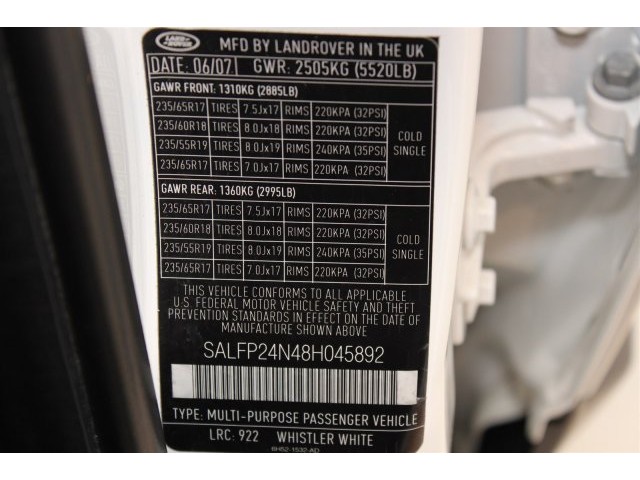 LAND ROVER
MFD BY LANDROVER IN THE UK
DATE: 06/07 GWR: 2505KG (5520LB)
GAWR FRONT: 1310KG (2885LB)
235/65R17 TIRES 7.5Jx17 RIMS 220KPA (32PSI)
235/60R18 TIRES 8.0Jx18 RIMS 220KPA (32PSI)
235/55R19 TIRES 8.0Jx19 RIMS 240KPA (35PSI)
235/65R17 TIRES 7.0Jx17 RIMS 220KPA (32PSI)
COLD
SINGLE
GAWR REAR: 1360KG (2995LB)
235/65R17 TIRES 7.5Jx17 RIMS 220KPA (32PSI)
235/60R18 TIRES 8.0Jx18 RIMS 220KPA (32PSI)
235/55R19 TIRES 8.0Jx19 RIMS 240KPA (35PSI)
235/65R17 TIRES 7.0Jx17 RIMS 220KPA (32PSI)
COLD
SINGLE
THIS VEHICLE CONFORMS TO ALL APPLICABLE
U.S. FEDERAL MOTOR VEHICLE SAFETY AND THEFT
PREVENTION STANDARDS IN EFFECT ON THE DATE
OF MANUFACTURE SHOWN ABOVE
SALFP24N48H045892
TYPE: MULTI-PURPOSE PASSENGER VEHICLE
LRC: 922 WHISTLER WHITE
6H52-1532-AD